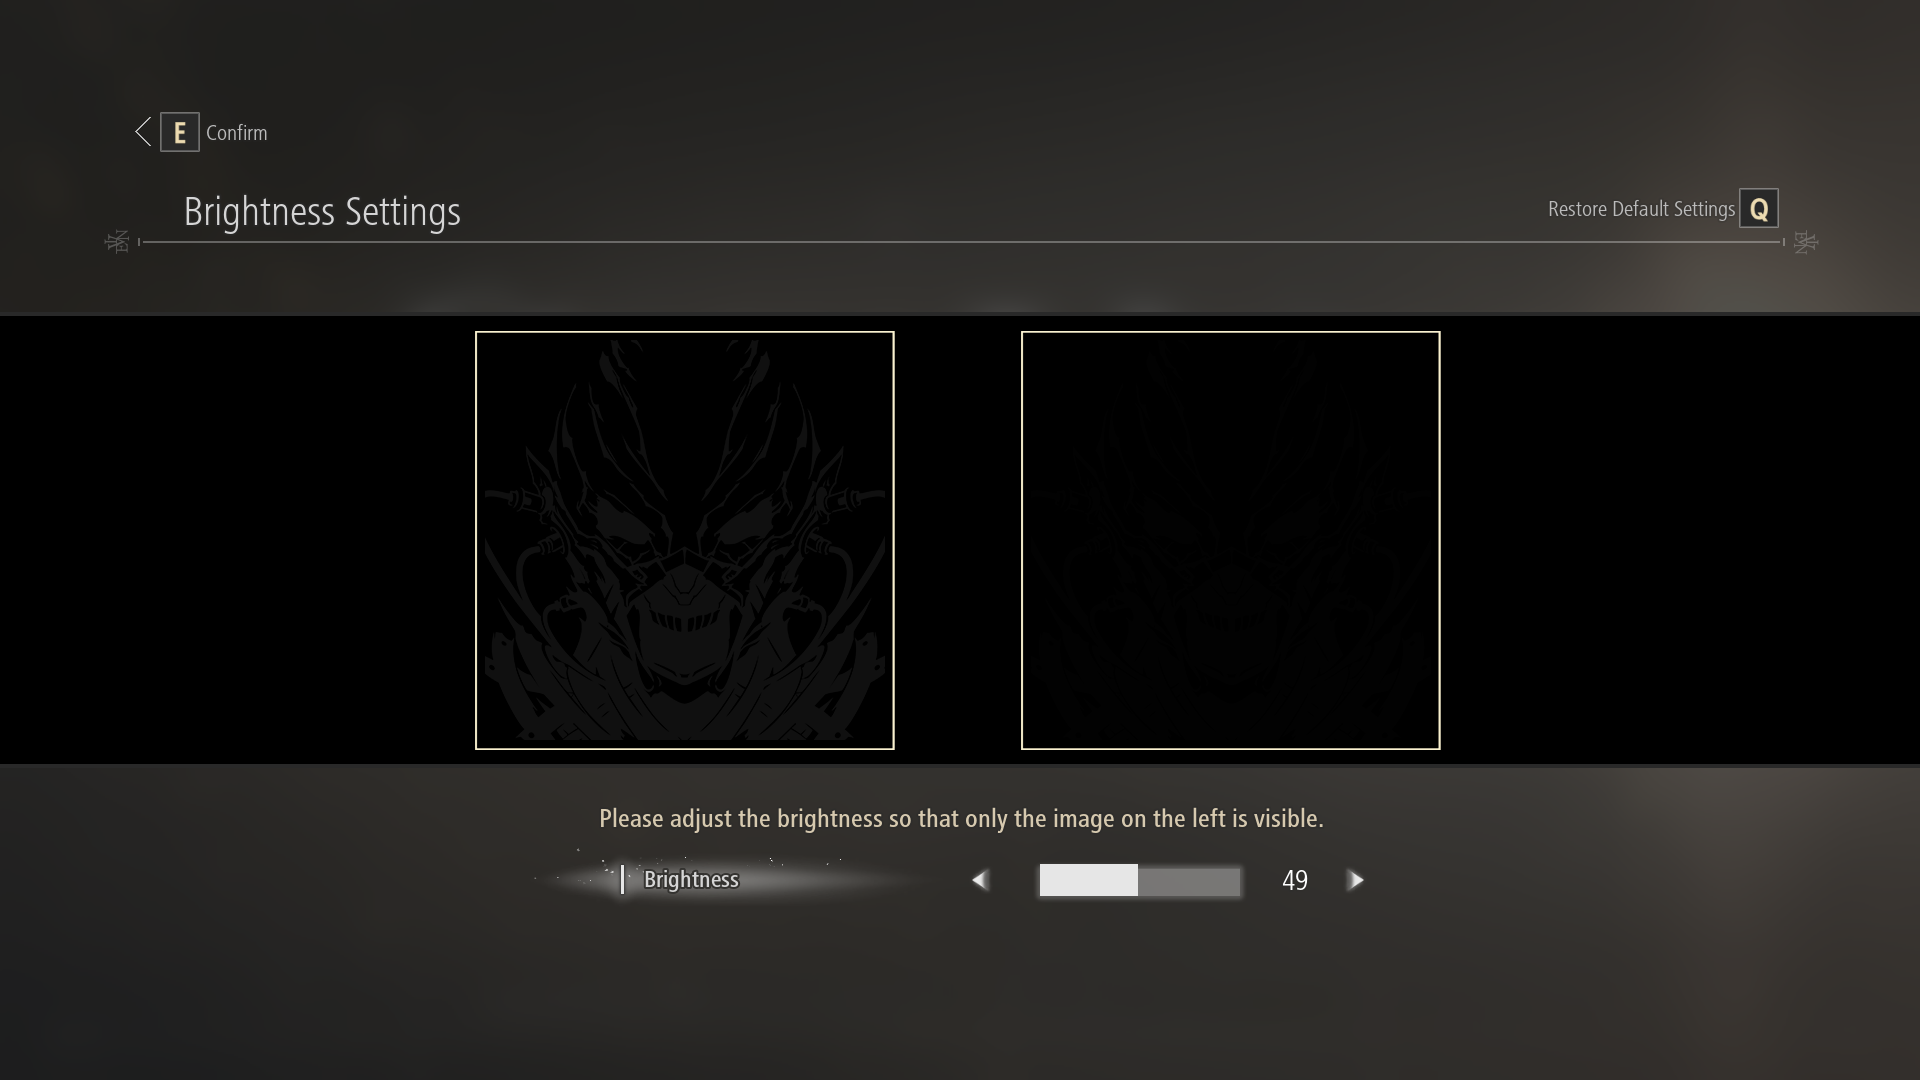 E Confirm
Brightness Settings
Restore Default Settings Q
Please adjust the brightness so that only the image on the left is visible.
Brightness
49